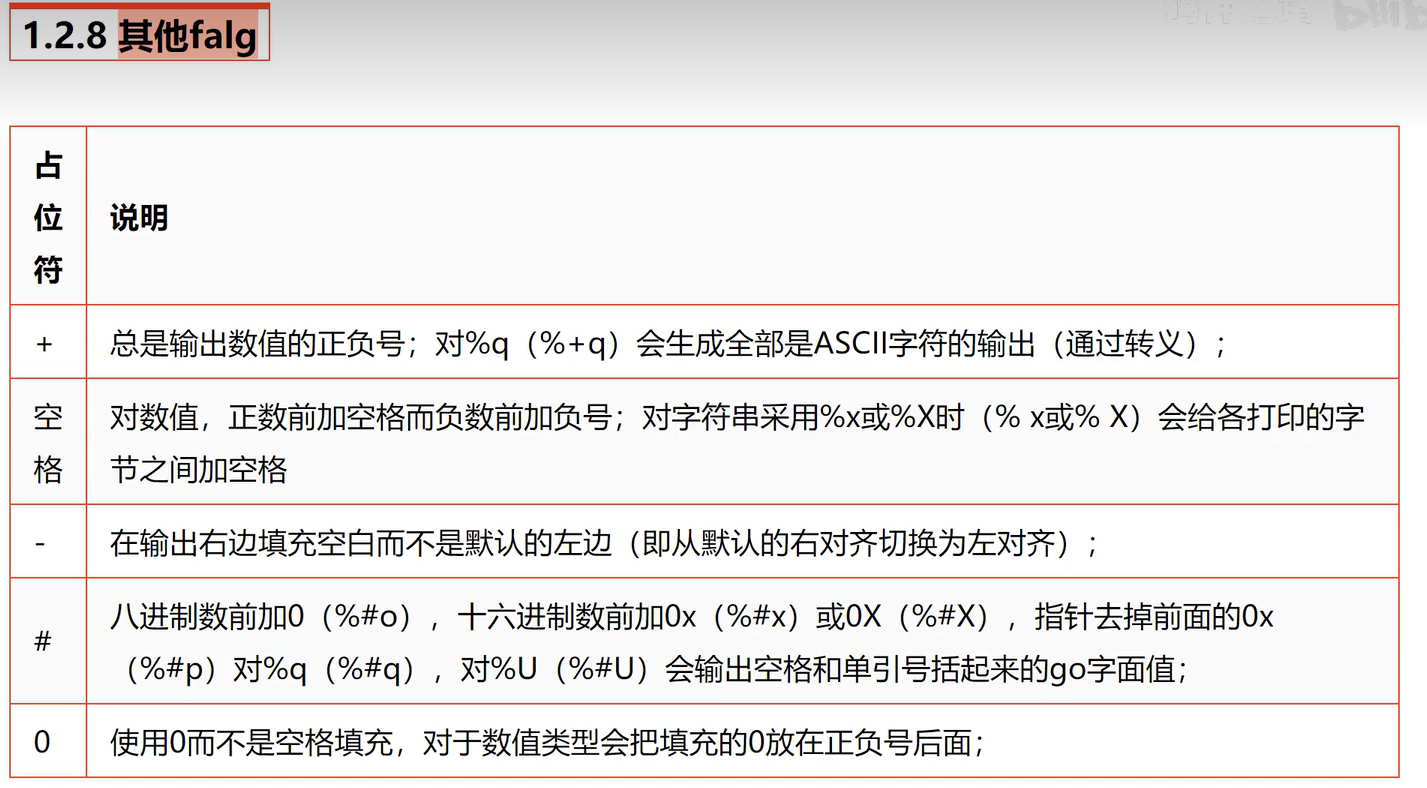 1.2.8 其他falg
占
位
符
说明
+
总是输出数值的正负号；对%q（%+q）会生成全部是ASCII字符的输出（通过转义）；
空
格
对数值，正数前加空格而负数前加负号；对字符串采用%x或%X时（% x或% X）会给各打印的字
节之间加空格
-
在输出右边填充空白而不是默认的左边（即从默认的右对齐切换为左对齐）；
#
八进制数前加0（%#o），十六进制数前加0x（%#x）或0X（%#X），指针去掉前面的0x
（%#p）对%q（%#q），对%U（%#U）会输出空格和单引号括起来的go字面值；
0
使用0而不是空格填充，对于数值类型会把填充的0放在正负号后面；